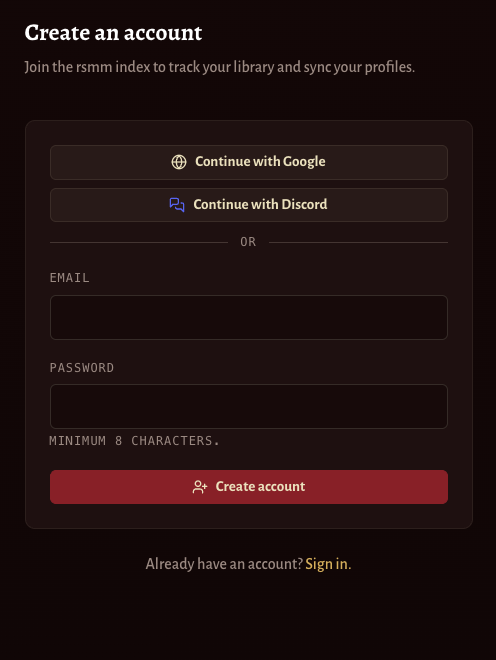 Create an account
Join the rsmm index to track your library and sync your profiles.
Continue with Google
Continue with Discord
OR
EMAIL
PASSWORD
MINIMUM 8 CHARACTERS.
Create account
Already have an account? Sign in.